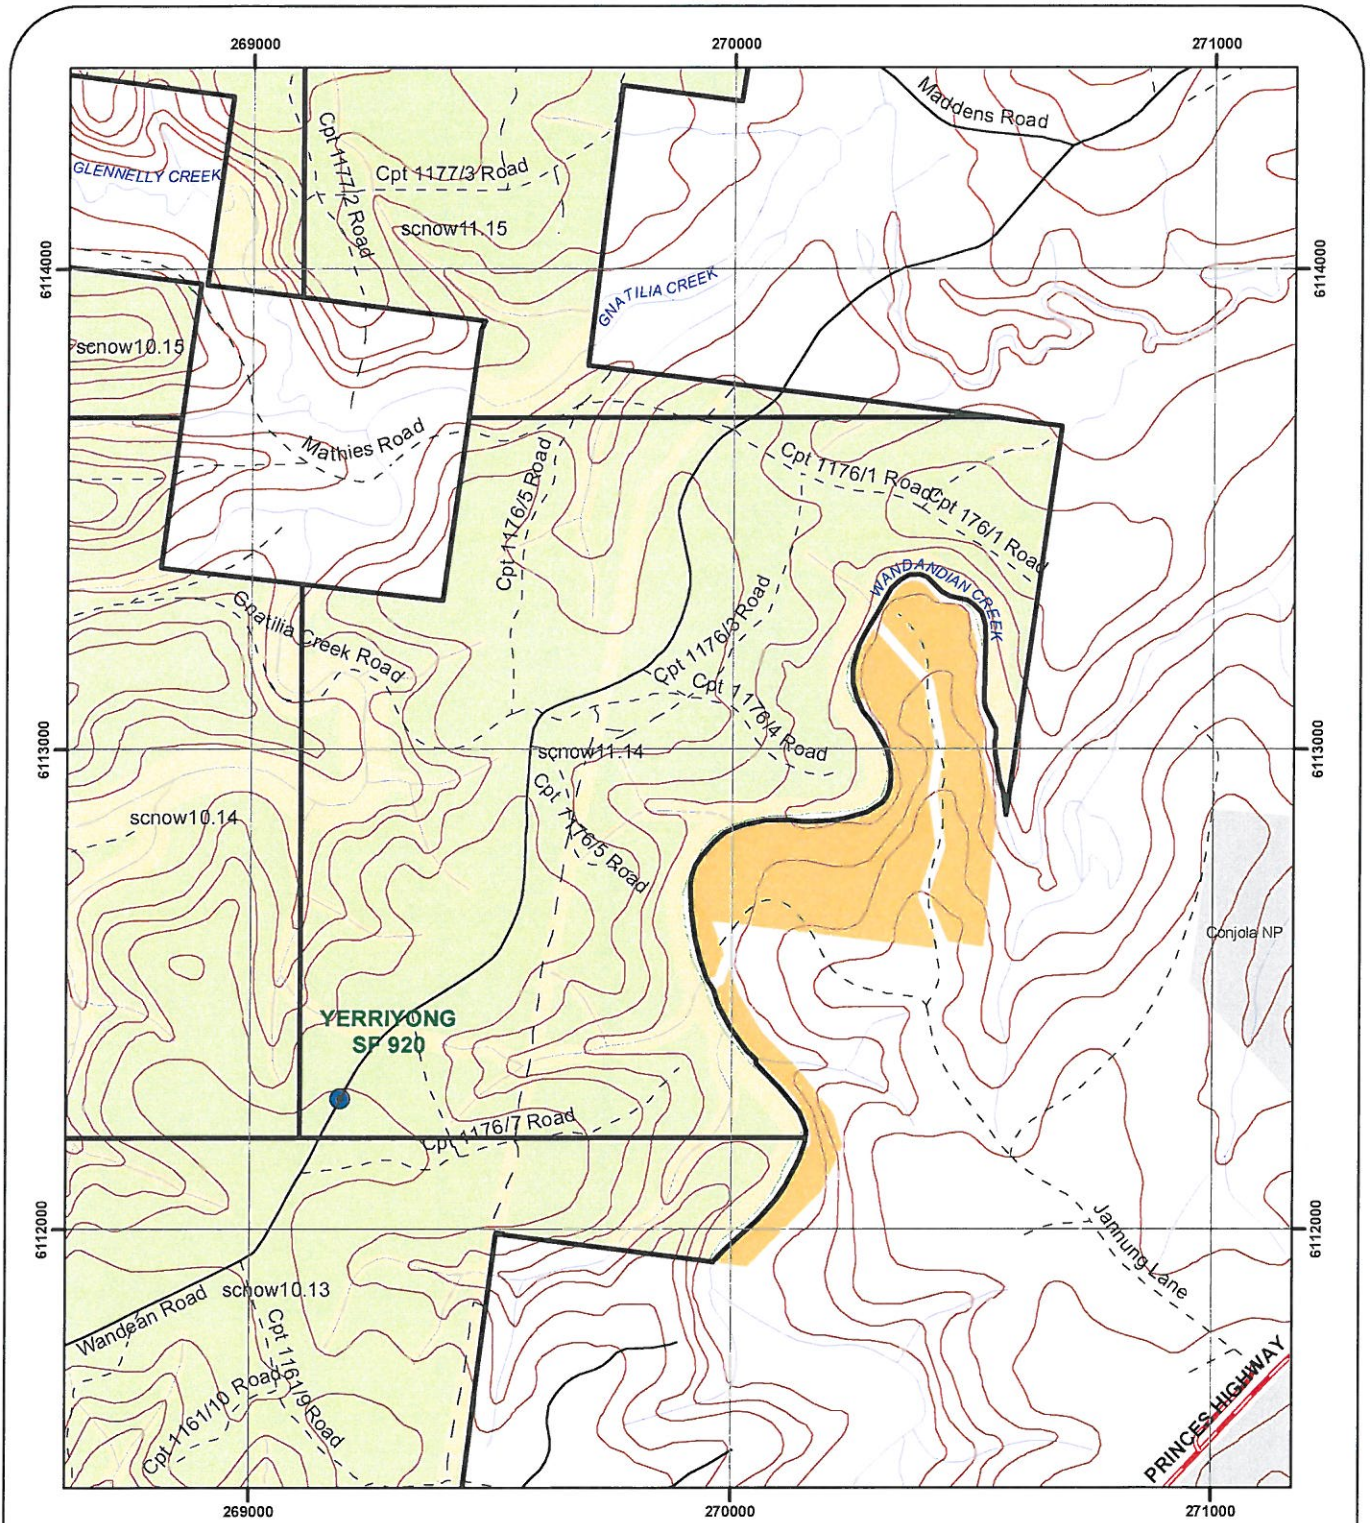 269000
270000
271000
Maddens Road
GLENNELLY CREEK
Cpt 1177/2 Road
Cpt 1177/3 Road
scnow11.15
6114000
6114000
GNATILIA CREEK
scnow10.15
Mathies Road
Cpt 1176/5 Road
Cpt 1176/1 Road
Cpt 176/1 Road
WANDANDIAN CREEK
Gnatilia Creek Road
Cpt 1176/3 Road
Cpt 1176/4 Road
6113000
6113000
scnow11.14
Cpt 1176/5 Road
scnow10.14
Conjola NP
YERRIYONG
SF 920
Cpt 1176/7 Road
6112000
6112000
Jannung Lane
scnow10.13
Wandean Road
Cpt 1161/9 Road
Cpt 1161/10 Road
PRINCES HIGHWAY
269000
270000
271000